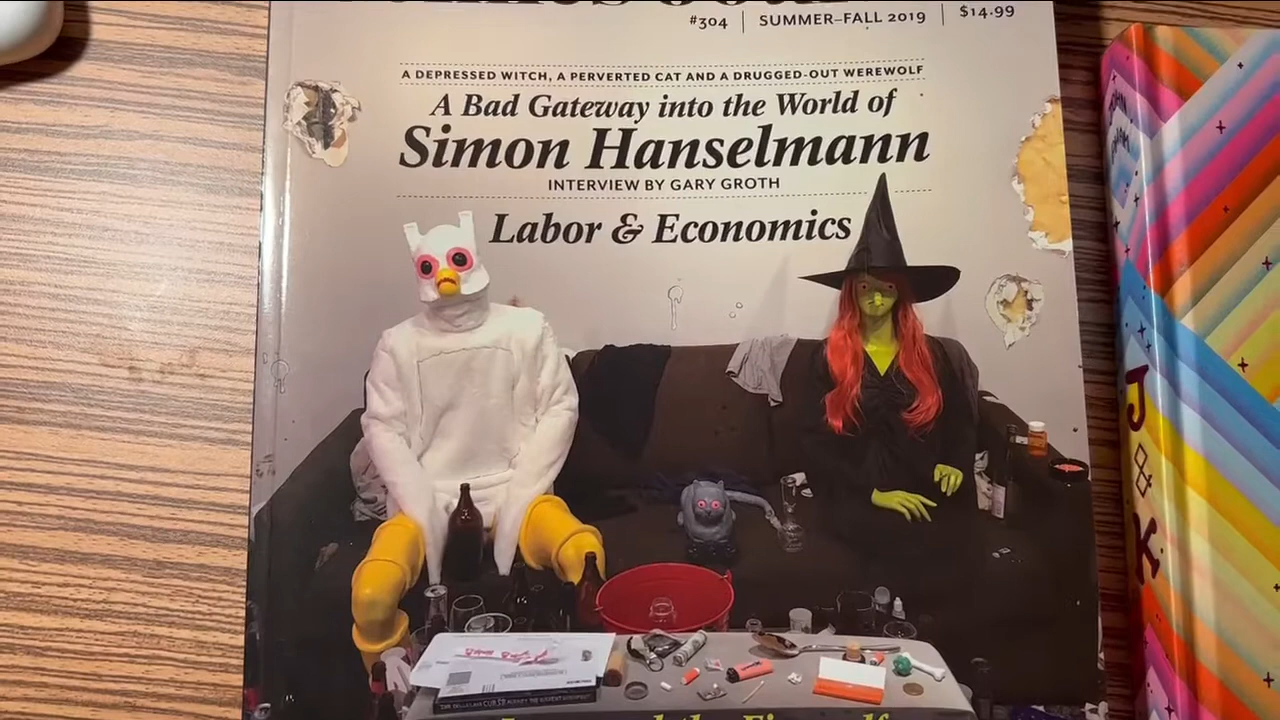 #304 | SUMMER–FALL 2019 | $14.99
A DEPRESSED WITCH, A PERVERTED CAT AND A DRUGGED-OUT WEREWOLF
A Bad Gateway into the World of
Simon Hanselmann
INTERVIEW BY GARY GROTH
Labor & Economics
J & K